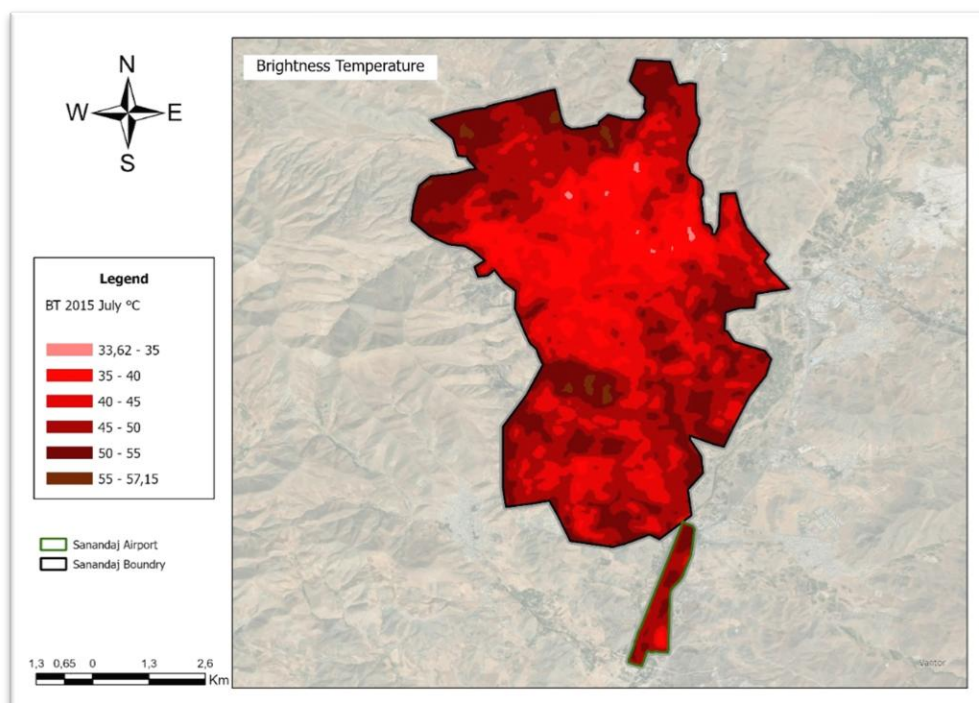 Brightness Temperature
N
W E
S
Legend
BT 2015 July °C
33,62 - 35
35 - 40
40 - 45
45 - 50
50 - 55
55 - 57,15
Sanandaj Airport
Sanandaj Boundry
1,3 0,65 0 1,3 2,6
Km
Vantor